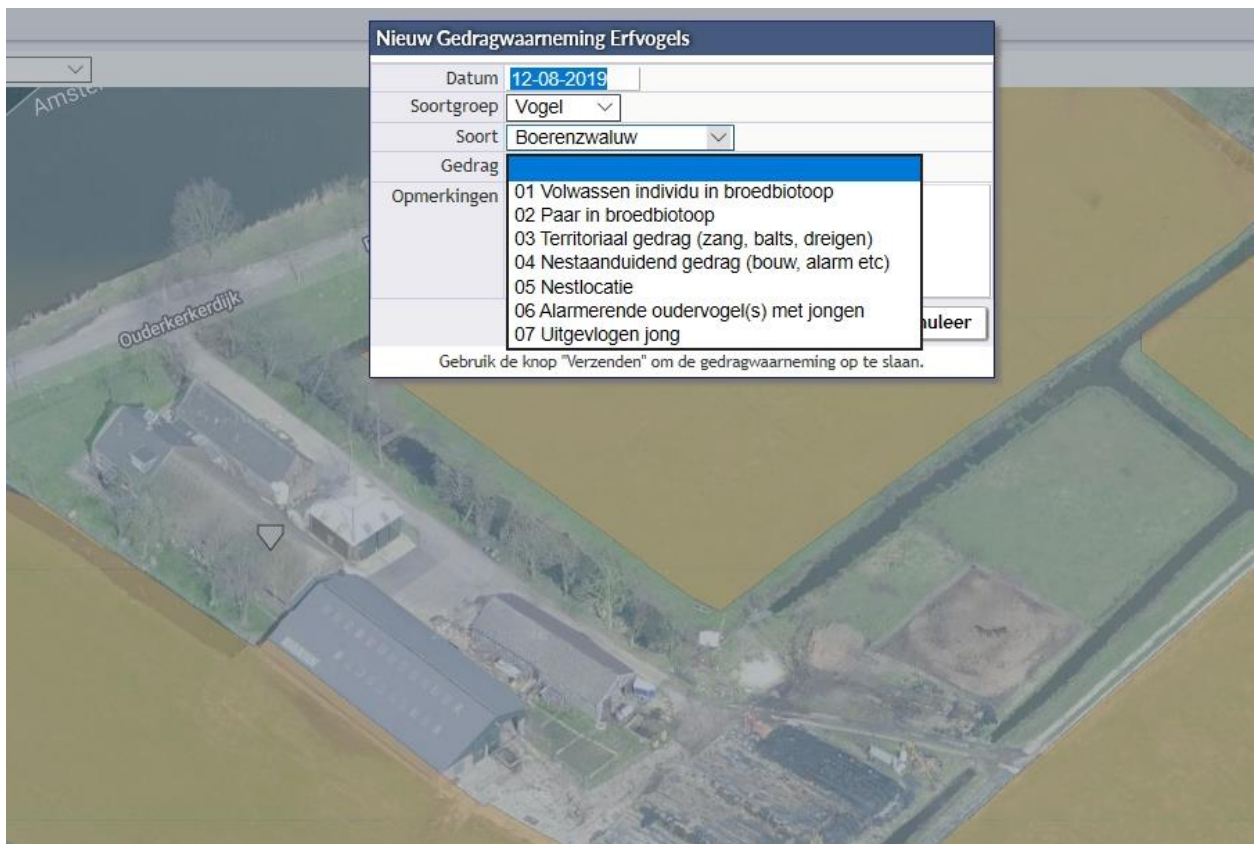 Nieuw Gedragwaarneming Erfvogels
Datum 12-08-2019
Soortgroep Vogel
Soort Boerenzwaluw
Gedrag
Opmerkingen
01 Volwassen individu in broedbiotoop
02 Paar in broedbiotoop
03 Territoriaal gedrag (zang, balts, dreigen)
04 Nestaanduidend gedrag (bouw, alarm etc)
05 Nestlocatie
06 Alarmerende oudervogel(s) met jongen
07 Uitgevlogen jong
nuleer
Gebruik de knop "Verzenden" om de gedragwaarneming op te slaan.
Amste
Ouderkerkerdijk